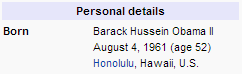 Personal details
Born Barack Hussein Obama II
August 4, 1961 (age 52)
Honolulu, Hawaii, U.S.